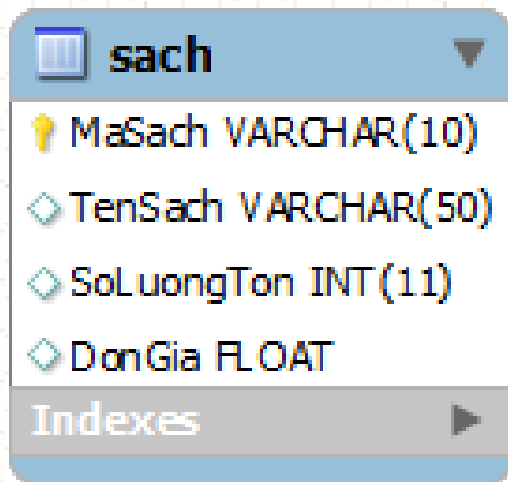 sach
MaSach VARCHAR(10)
TenSach VARCHAR(50)
SoLuongTon INT(11)
DonGia FLOAT
Indexes